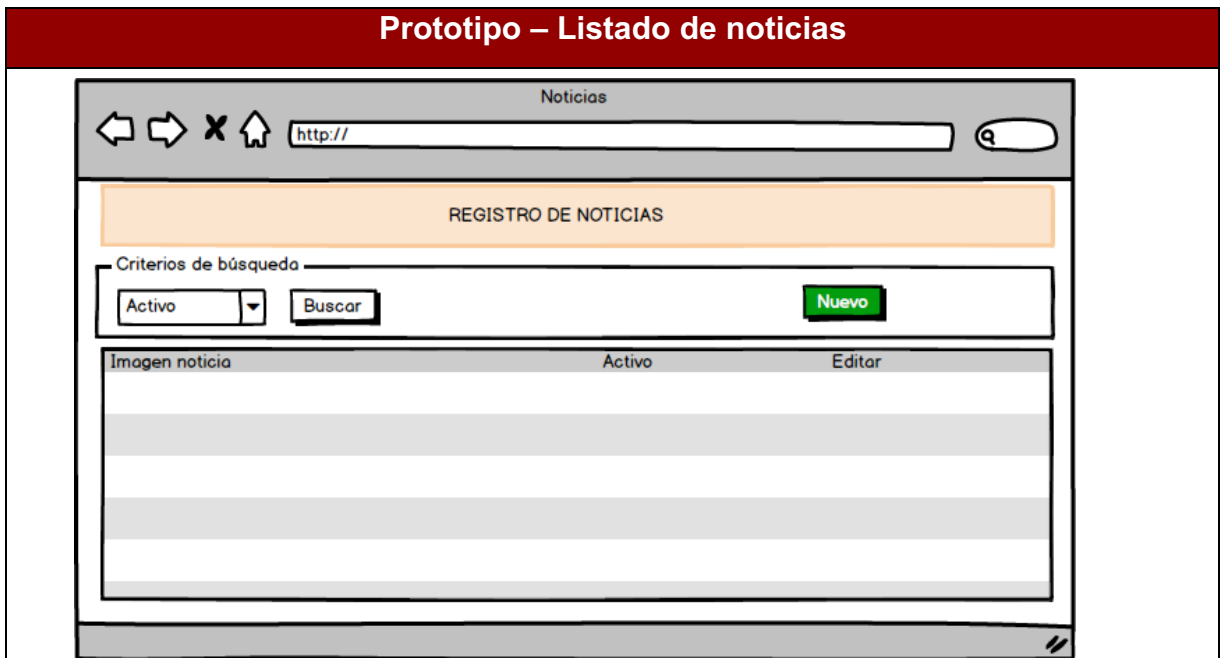 Prototipo – Listado de noticias
Noticias
http://
REGISTRO DE NOTICIAS
Criterios de búsqueda
Activo Buscar Nuevo
Imagen noticia Activo Editar